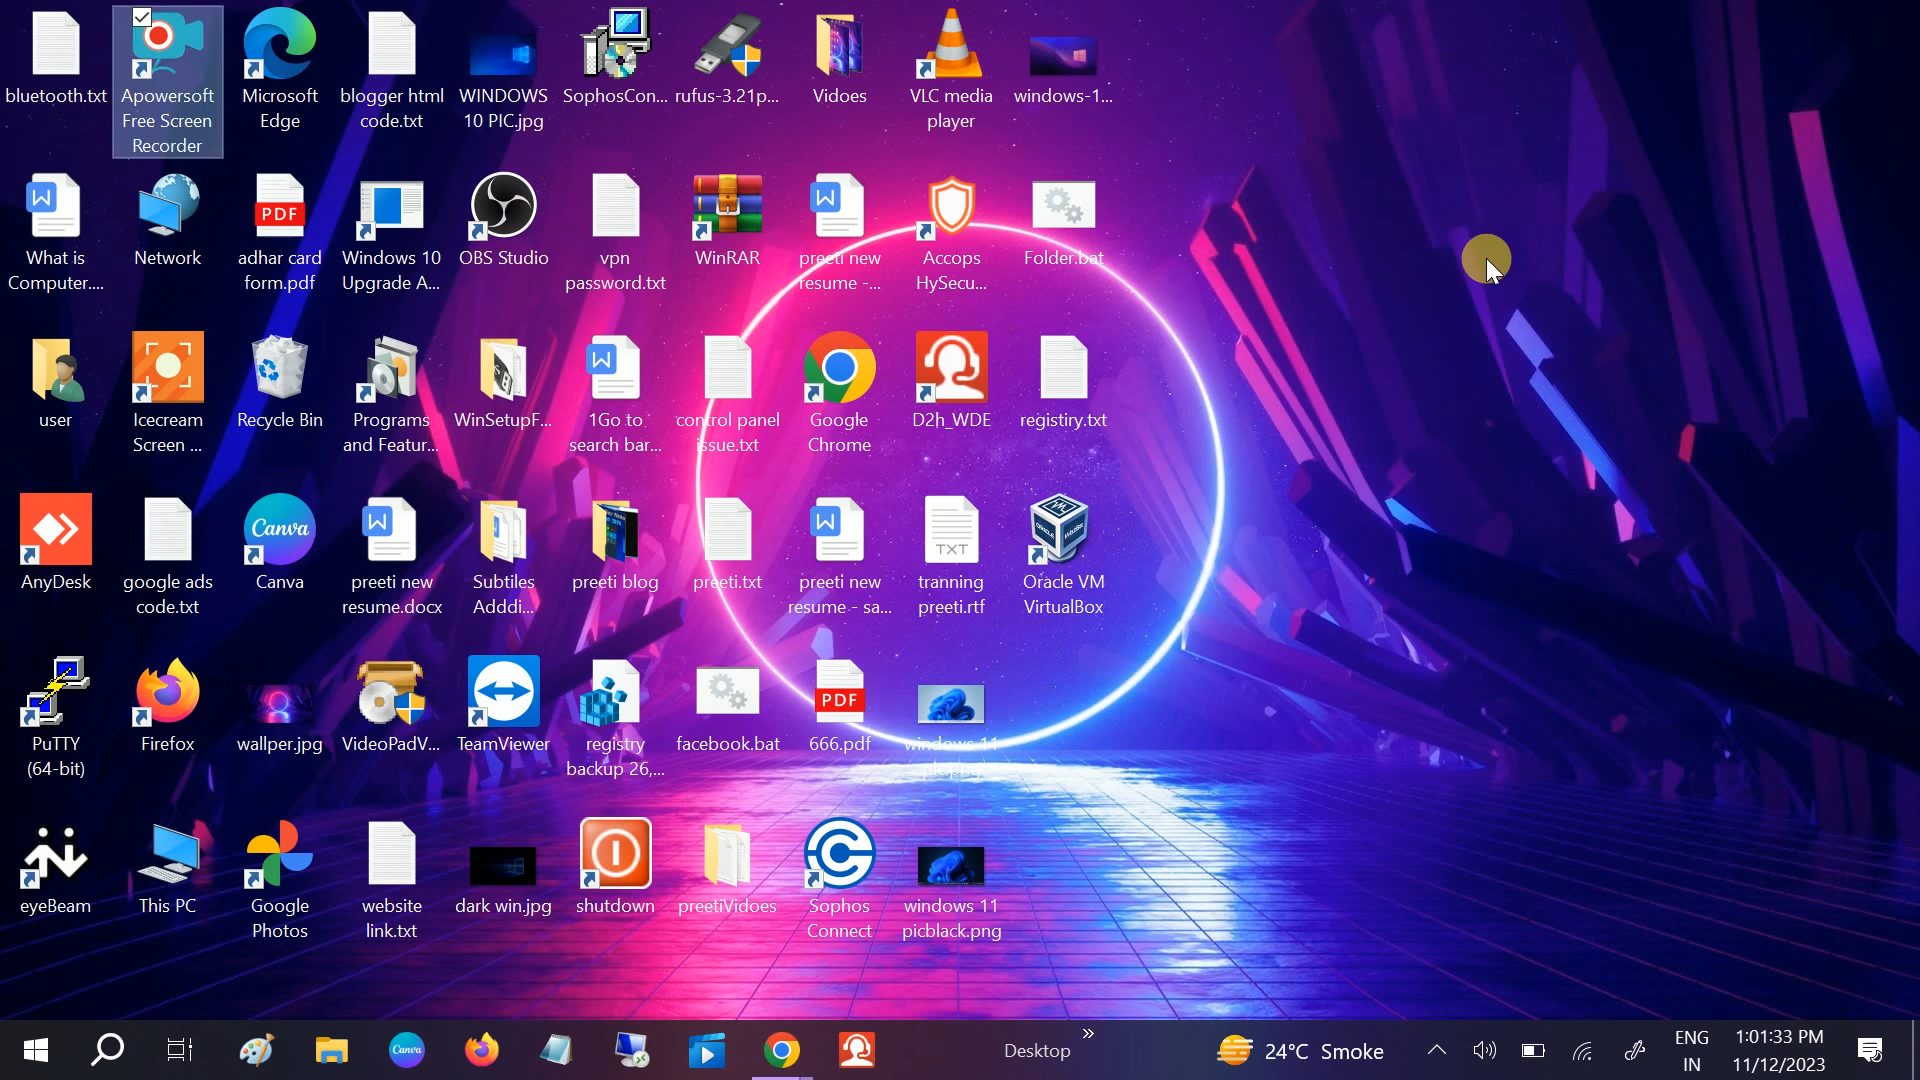 bluetooth.txt
Apowersoft
Free Screen
Recorder
Microsoft
Edge
blogger html
code.txt
WINDOWS
10 PIC.jpg
SophosCon...
rufus-3.21p...
Vidoes
VLC media
player
windows-1...
What is
Computer....
Network
PDF
adhar card
form.pdf
Windows 10
Upgrade A...
OBS Studio
vpn
password.txt
WinRAR
preeti new
resume -...
Accops
HySecu...
Folder.bat
user
Icecream
Screen ...
Recycle Bin
Programs
and Featur...
WinSetupF...
1Go to
search bar...
control panel
issue.txt
Google
Chrome
D2h_WDE
registiry.txt
AnyDesk
google ads
code.txt
Canva
Canva
preeti new
resume.docx
Subtiles
Adddi...
preeti blog
preeti.txt
preeti new
resume - sa...
TXT
tranning
preeti.rtf
Oracle VM
VirtualBox
PuTTY
(64-bit)
Firefox
wallper.jpg
VideoPadV...
TeamViewer
registry
backup 26,...
facebook.bat
PDF
666.pdf
windows 11
eyeBeam
This PC
Google
Photos
website
link.txt
dark win.jpg
shutdown
preetiVidoes
Sophos
Connect
windows 11
picblack.png
Canva
Desktop
24°C Smoke
ENG
IN
1:01:33 PM
11/12/2023